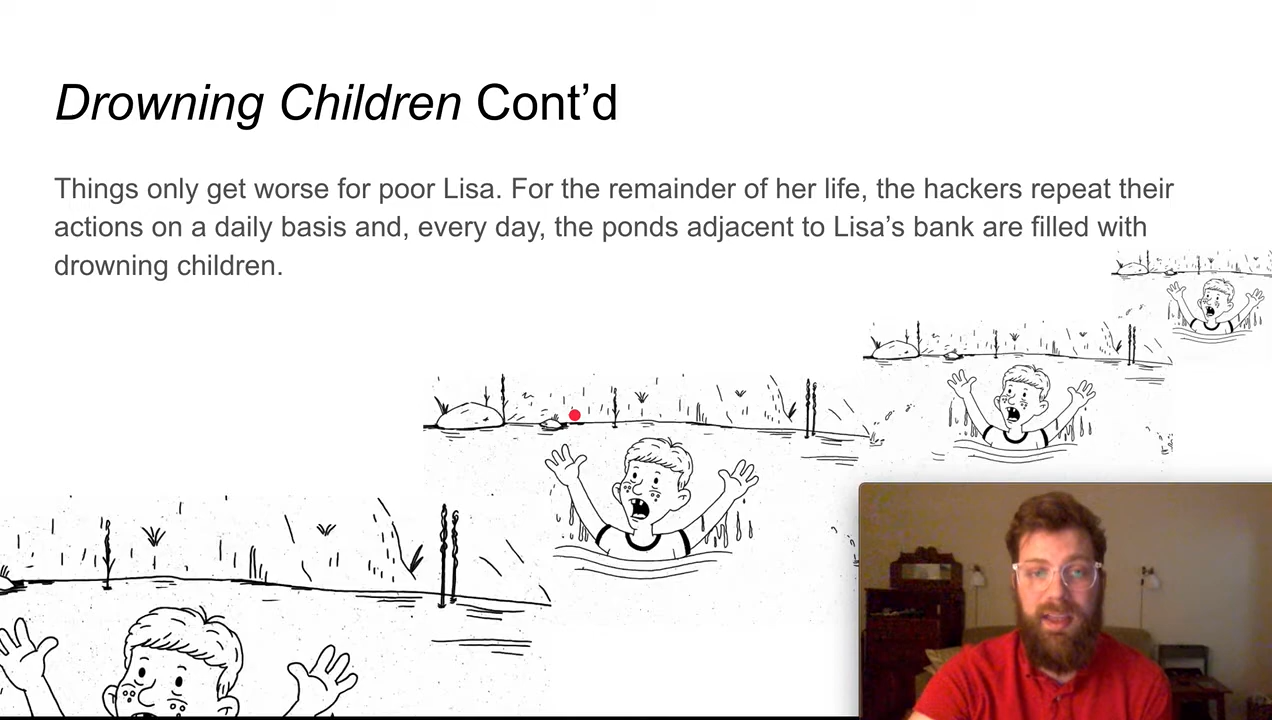 Drowning Children Cont’d
Things only get worse for poor Lisa. For the remainder of her life, the hackers repeat their
actions on a daily basis and, every day, the ponds adjacent to Lisa’s bank are filled with
drowning children.